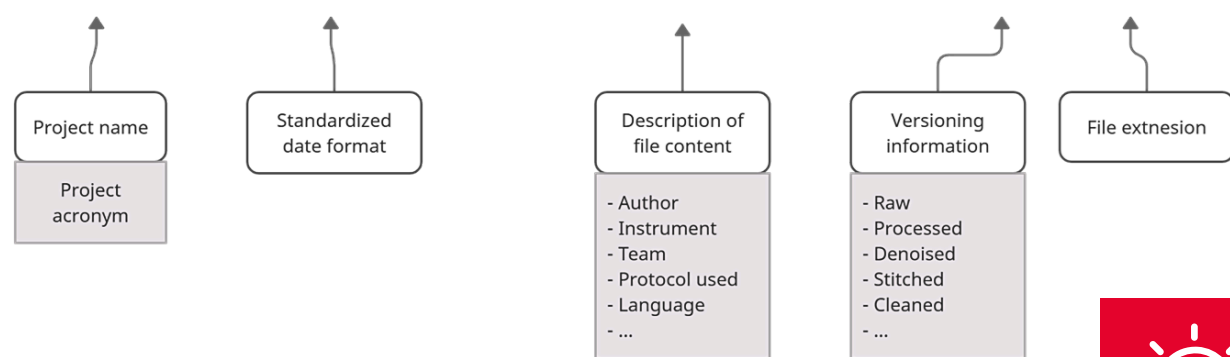 Project name
Project
acronym
Standardized
date format
Description of
file content
- Author
- Instrument
- Team
- Protocol used
- Language
- ...
Versioning
information
- Raw
- Processed
- Denoised
- Stitched
- Cleaned
- ...
File extnesion